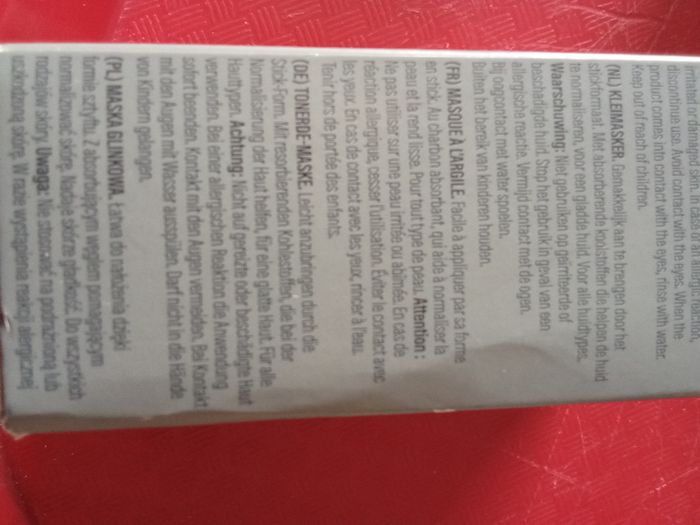 discontinue use. Avoid contact with the eyes. When the
product comes into contact with the eyes, rinse with water.
Keep out of reach of children.
(NL) KLEIMASKER. Gemakkelijk aan te brengen door het
stickformaat. Met absorberende koolstoffen die helpen de huid
te normaliseren, voor een gladde huid. Voor alle huidtypes.
Waarschuwing: Niet gebruiken op geïrriteerde of
beschadigde huid. Stop het gebruik in geval van een
allergische reactie. Vermijd contact met de ogen.
Bij oogcontact met water spoelen.
Buiten het bereik van kinderen houden.
(FR) MASQUE À L'ARGILE. Facile à appliquer par sa forme
en stick. Au charbon absorbant, qui aide à normaliser la
peau et la rend lisse. Pour tout type de peau. Attention :
Ne pas utiliser sur une peau irritée ou abîmée. En cas de
réaction allergique, cesser l'utilisation. Éviter le contact avec
les yeux. En cas de contact avec les yeux, rincer à l'eau.
Tenir hors de portée des enfants.
(DE) TONERDE-MASKE. Leicht anzubringen durch die
Stick-Form. Mit resorbierenden Kohlestoffen, die bei der
Normalisierung der Haut helfen, für eine glatte Haut. Für alle
Hauttypen. Achtung: Nicht auf gereizte oder beschädigte Haut
verwenden. Bei einer allergischen Reaktion die Anwendung
sofort beenden. Kontakt mit den Augen vermeiden. Bei Kontakt
mit den Augen mit Wasser ausspülen. Darf nicht in die Hände
von Kindern gelangen.
(PL) MASKA GLINKOWA. Łatwa do nałożenia dzięki
formie sztyftu. Z absorbującym węglem pomagającym
normalizować skórę. Nadaje skórze gładkość. Do wszystkich
rodzajów skóry. Uwaga: Nie stosować na podrażnioną lub
uszkodzoną skórę. W razie wystąpienia reakcji alergicznej